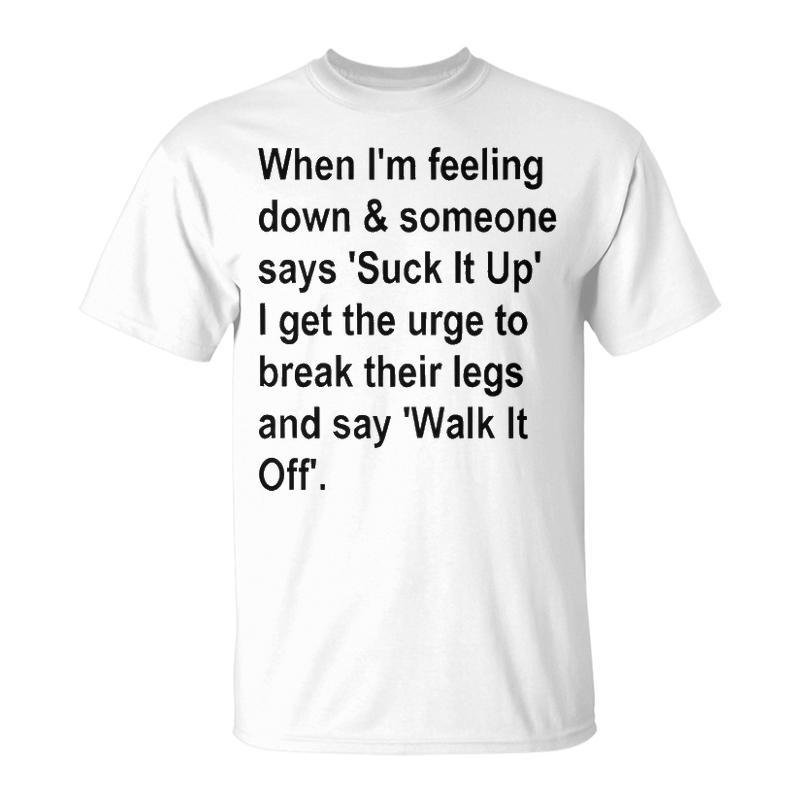 When I'm feeling
down & someone
says 'Suck It Up'
I get the urge to
break their legs
and say 'Walk It
Off'.